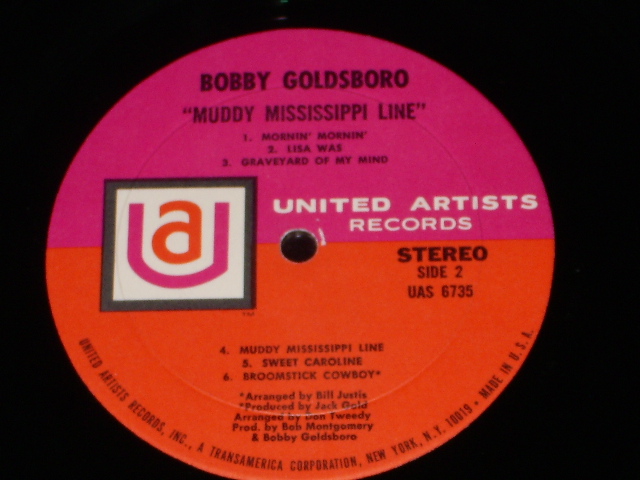 BOBBY GOLDSBORO
"MUDDY MISSISSIPPI LINE"
1. MORNIN' MORNIN'
2. LISA WAS
3. GRAVEYARD OF MY MIND
ua
UNITED ARTISTS
RECORDS
STEREO
SIDE 2
UAS 6735
4. MUDDY MISSISSIPPI LINE
5. SWEET CAROLINE
6. BROOMSTICK COWBOY*
*Arranged by Bill Justis
*Produced by Jack Gold
Arranged by Don Tweedy
Prod. by Bob Montgomery
& Bobby Goldsboro
UNITED ARTISTS RECORDS, INC., A TRANSAMERICA CORPORATION, NEW YORK, N.Y. 10019 • MADE IN U.S.A.